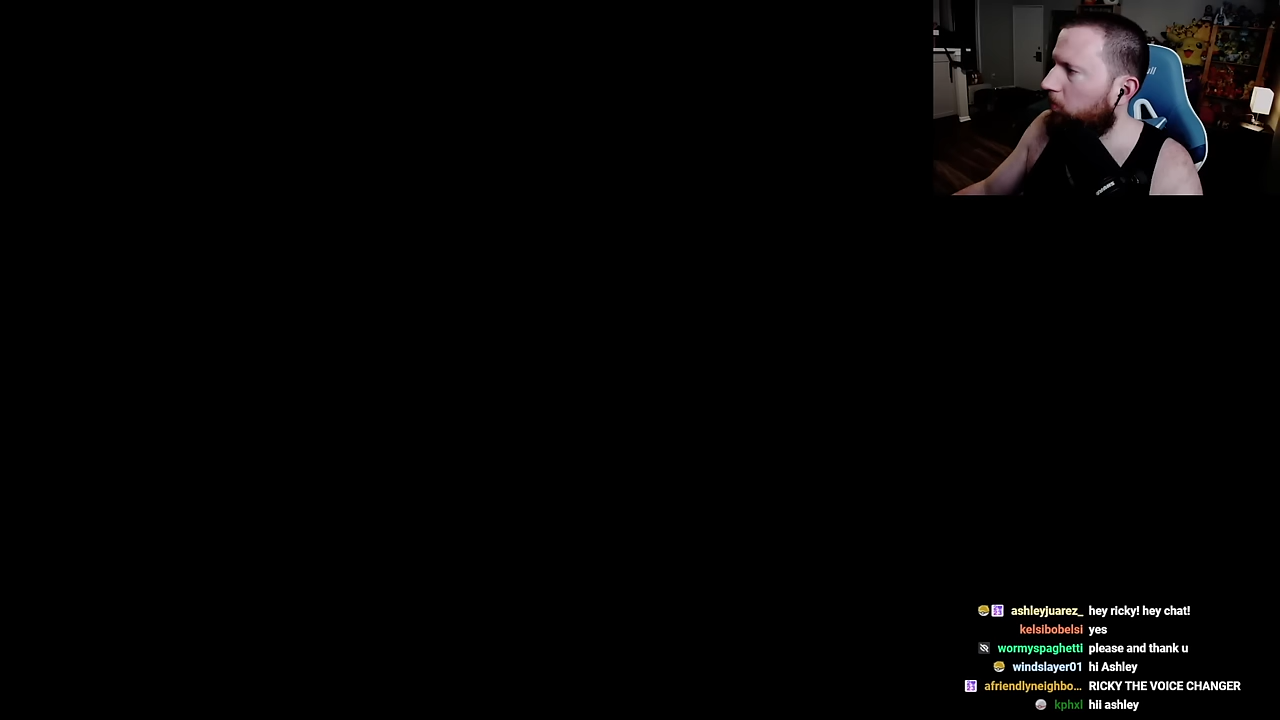 ashleyjuarez_ hey ricky! hey chat!
kelsibobelsi yes
wormyspaghetti please and thank u
windslayer01 hi Ashley
afriendlyneighbo... RICKY THE VOICE CHANGER
kphxl hii ashley